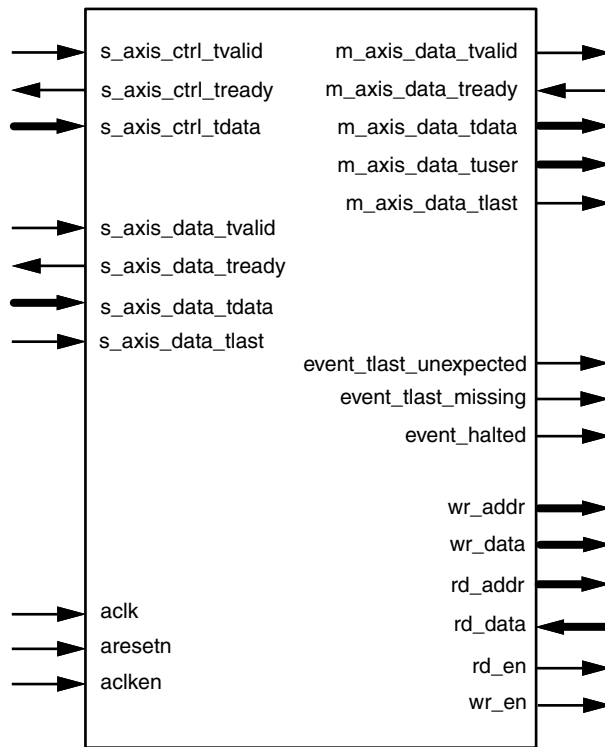 s_axis_ctrl_tvalid
s_axis_ctrl_tready
s_axis_ctrl_tdata
s_axis_data_tvalid
s_axis_data_tready
s_axis_data_tdata
s_axis_data_tlast
aclk
aresetn
aclken
m_axis_data_tvalid
m_axis_data_tready
m_axis_data_tdata
m_axis_data_tuser
m_axis_data_tlast
event_tlast_unexpected
event_tlast_missing
event_halted
wr_addr
wr_data
rd_addr
rd_data
rd_en
wr_en